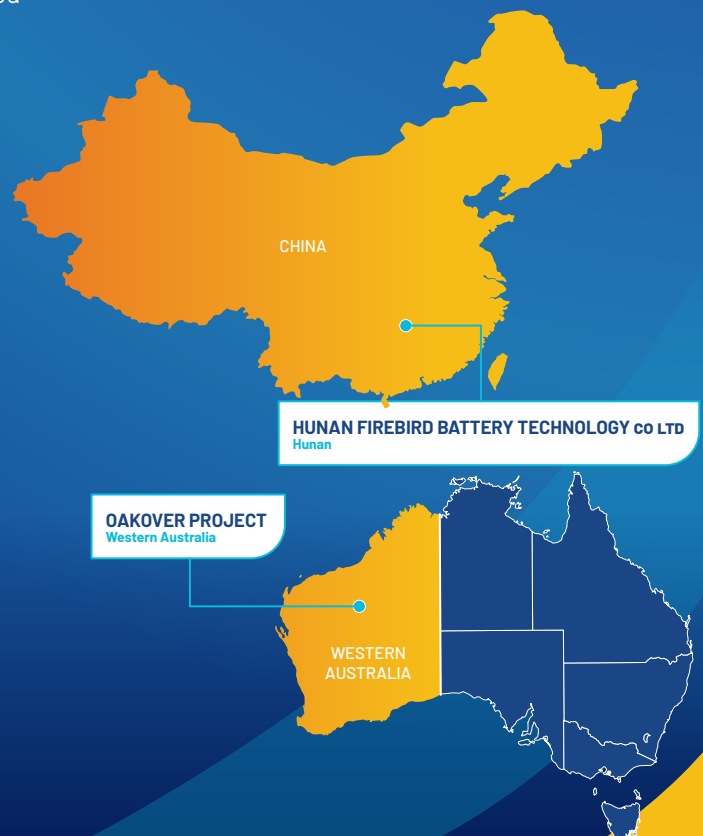 CHINA
HUNAN FIREBIRD BATTERY TECHNOLOGY CO LTD
Hunan
OAKOVER PROJECT
Western Australia
WESTERN
AUSTRALIA